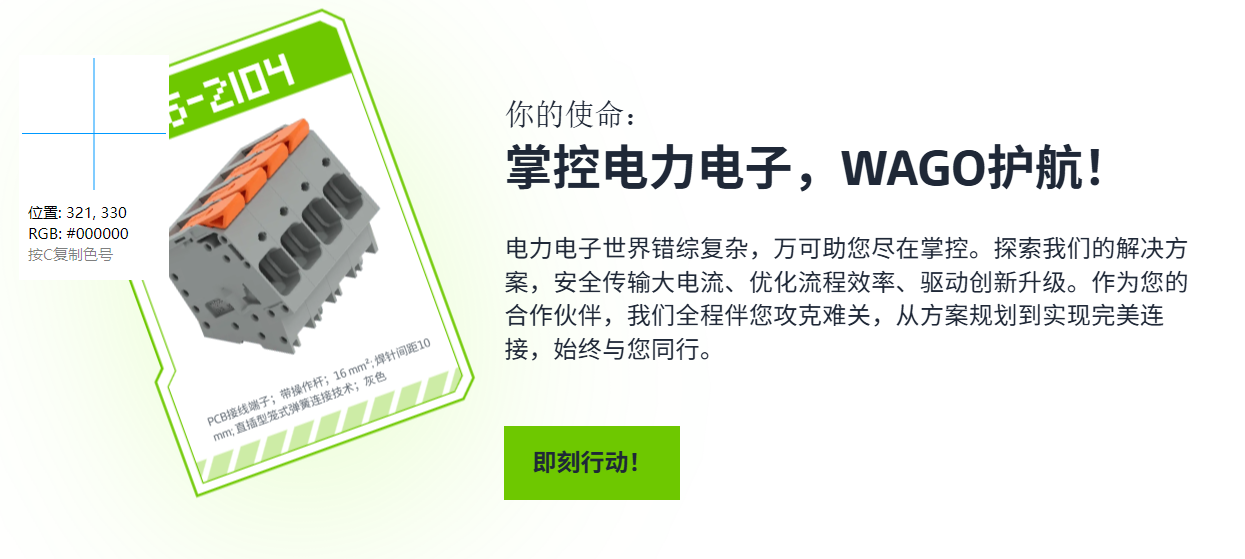 6-2104
位置: 321, 330
RGB: #000000
按C复制色号
PCB接线端子；带操作杆；16 mm²; 焊针间距10
mm; 直插型笼式弹簧连接技术；灰色
你的使命：
掌控电力电子，WAGO护航！
电力电子世界错综复杂，万可助您尽在掌控。探索我们的解决方
案，安全传输大电流、优化流程效率、驱动创新升级。作为您的
合作伙伴，我们全程伴您攻克难关，从方案规划到实现完美连
接，始终与您同行。
即刻行动！